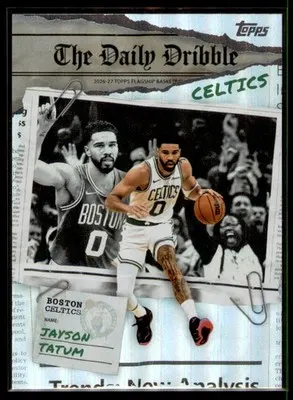 Topps
The Daily Dribble
2026-27 TOPPS FLAGSHIP BASKETBALL
CELTICS
BOSTON
0
CELTICS
0
BOSTON
CELTICS
NAME:
JAYSON
TATUM
Trends: New Analysis